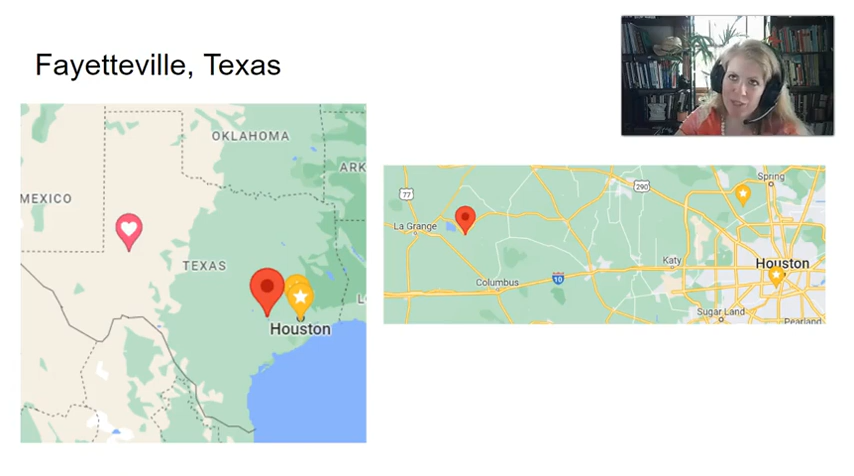 Fayetteville, Texas
OKLAHOMA
ARK
MEXICO
TEXAS
L
Houston
77
290
Spring
La Grange
Houston
Katy
Columbus
10
Sugar Land
Pearland